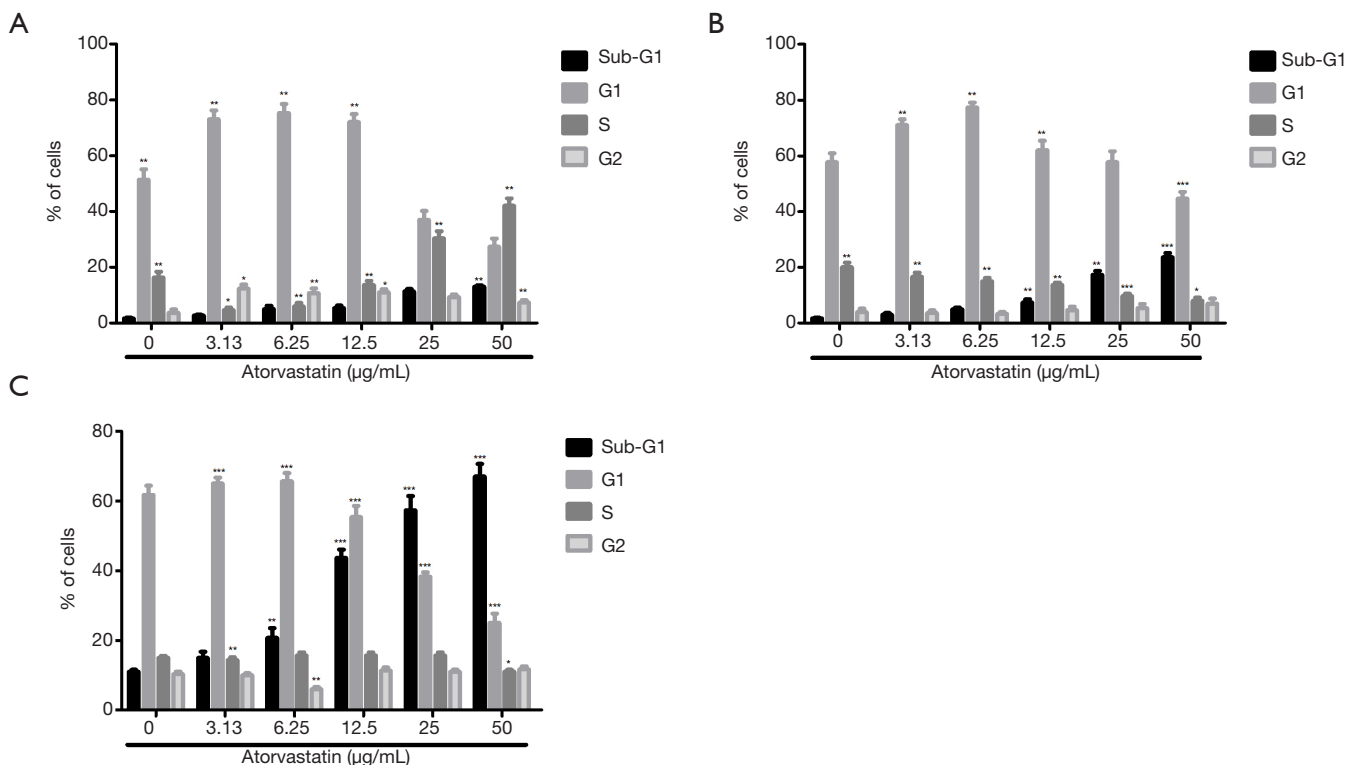 A
100
80
60
40
20
0
% of cells
** ** ** ** ** * * ** ** ** ** * ** ** ** **
0 3.13 6.25 12.5 25 50
Atorvastatin (µg/mL)
Sub-G1
G1
S
G2
B
100
80
60
40
20
0
% of cells
** ** ** ** ** ** ** ** ** *** *** *** *
0 3.13 6.25 12.5 25 50
Atorvastatin (µg/mL)
Sub-G1
G1
S
G2
C
80
60
40
20
0
% of cells
*** ** ** *** ** *** *** *** *** *** *** *
0 3.13 6.25 12.5 25 50
Atorvastatin (µg/mL)
Sub-G1
G1
S
G2